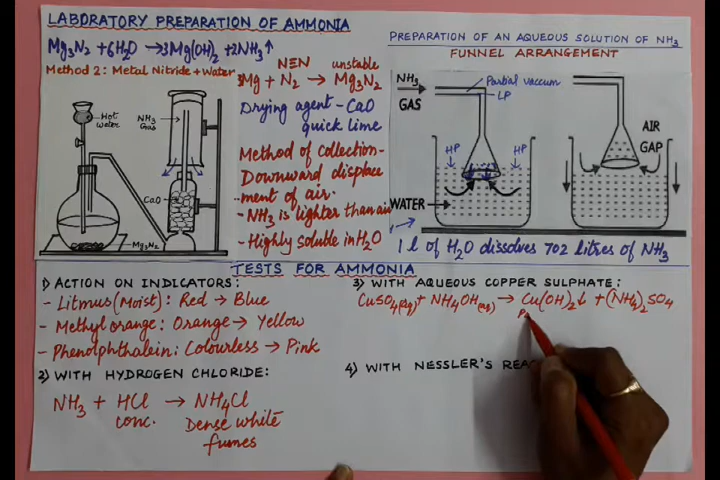 LABORATORY PREPARATION OF AMMONIA
Mg3N2 +6H2O →3Mg(OH)2 +2NH3↑
Method 2: Metal Nitride + Water
N≡N unstable
3Mg + N2 → Mg3N2
Drying agent - CaO
quick lime
Method of collection-
Downward displace
ment of air.
- NH3 is lighter than air
- Highly soluble in H2O
Hot
water
NH3
Gas
CaO
Mg3N2
PREPARATION OF AN AQUEOUS SOLUTION OF NH3
FUNNEL ARRANGEMENT
NH3
GAS
Partial vaccum
LP
HP
HP
WATER
AIR
GAP
1 l of H2O dissolves 702 litres of NH3
TESTS FOR AMMONIA
1) ACTION ON INDICATORS:
- Litmus (Moist): Red → Blue
- Methyl orange: Orange → Yellow
- Phenolphthalein: Colourless → Pink
2) WITH HYDROGEN CHLORIDE:
NH3 + HCl → NH4Cl
conc. Dense white
fumes
3) WITH AQUEOUS COPPER SULPHATE:
CuSO4(aq) + NH4OH(aq) → Cu(OH)2↓ + (NH4)2SO4
4) WITH NESSLER'S